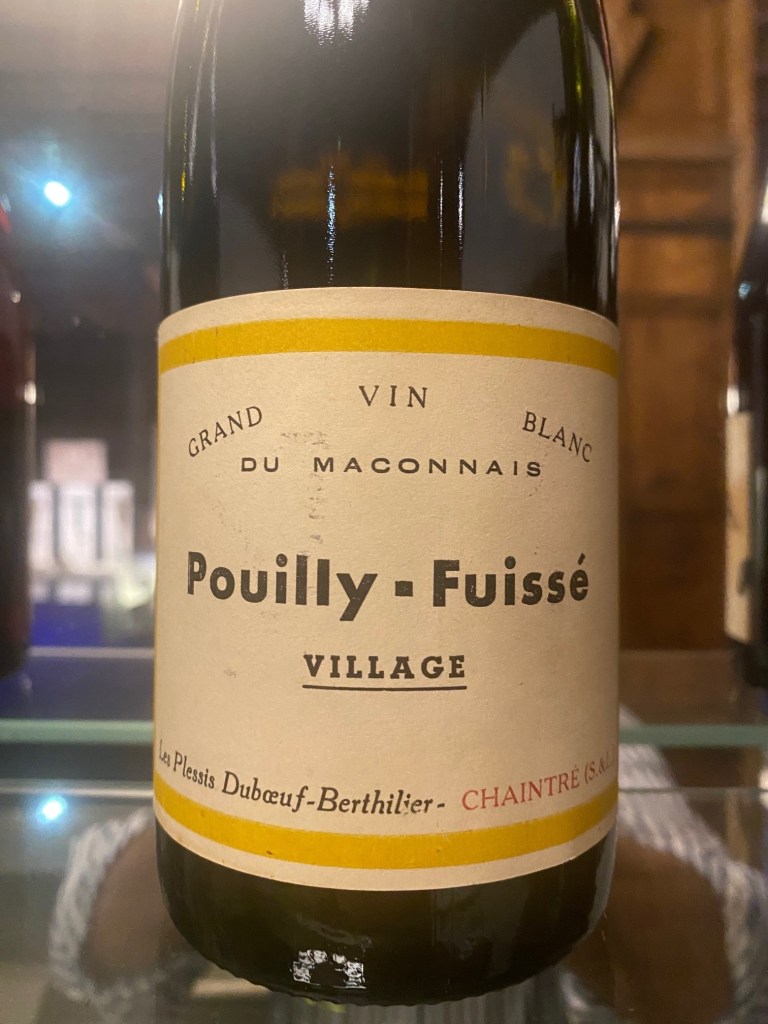 GRAND VIN BLANC
DU MACONNAIS
Pouilly-Fuissé
VILLAGE
Les Plessis Dubœuf-Berthilier- CHAINTRÉ (S.&L.)